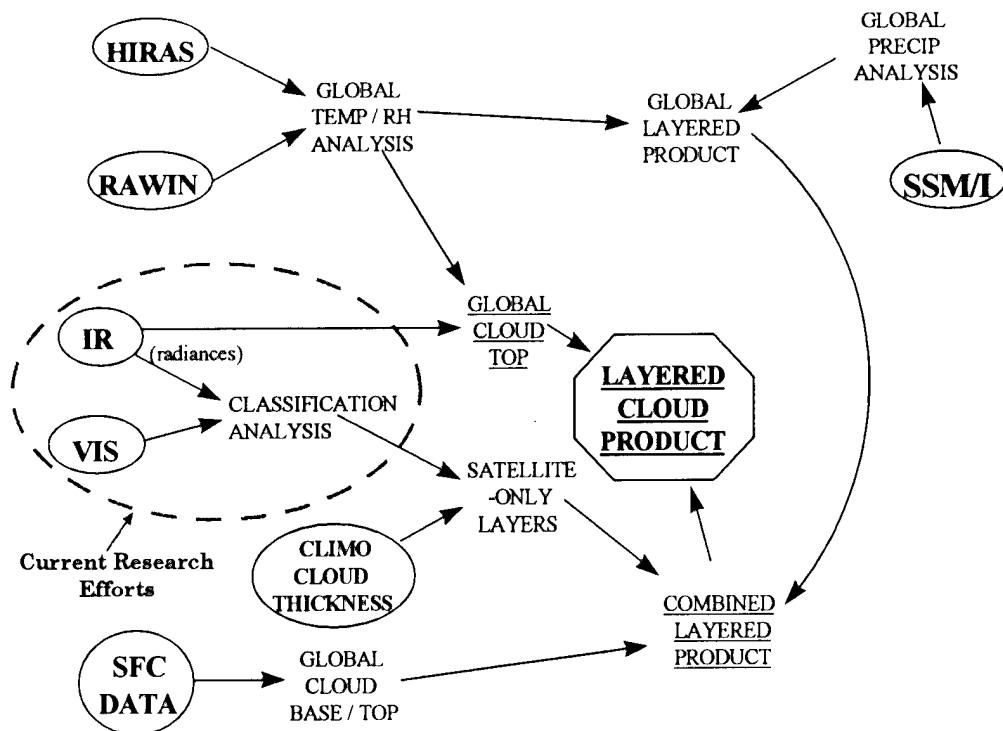 HIRAS
GLOBAL
TEMP / RH
ANALYSIS
RAWIN
GLOBAL
LAYERED
PRODUCT
GLOBAL
PRECIP
ANALYSIS
SSM/I
IR
(radiances)
VIS
CLASSIFICATION
ANALYSIS
GLOBAL
CLOUD
TOP
LAYERED
CLOUD
PRODUCT
SATELLITE
-ONLY
LAYERS
Current Research
Efforts
CLIMO
CLOUD
THICKNESS
COMBINED
LAYERED
PRODUCT
SFC
DATA
GLOBAL
CLOUD
BASE / TOP